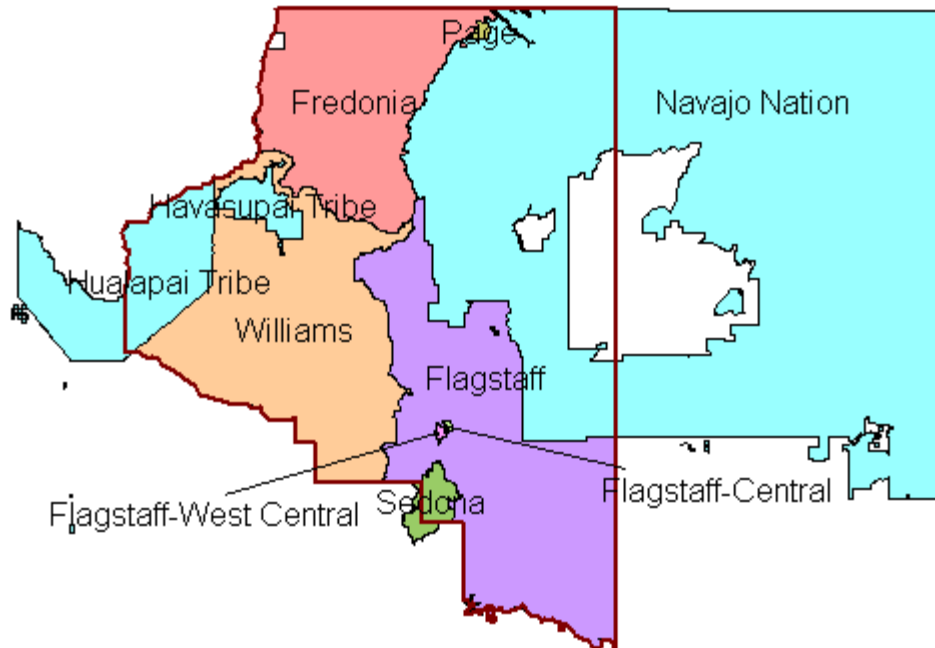 Page
Fredonia
Navajo Nation
Havasupai Tribe
Hualapai Tribe
Williams
Flagstaff
Flagstaff-Central
Sedona
Flagstaff-West Central